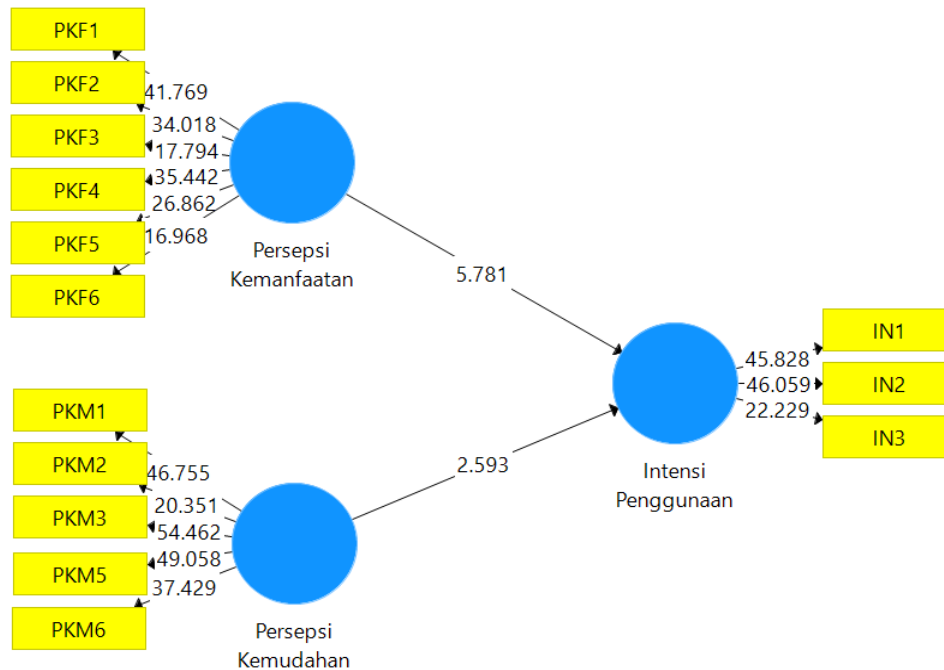 PKF1
PKF2
PKF3
PKF4
PKF5
PKF6
41.769
34.018
17.794
35.442
26.862
16.968
Persepsi
Kemanfaatan
5.781
PKM1
PKM2
PKM3
PKM5
PKM6
46.755
20.351
54.462
49.058
37.429
Persepsi
Kemudahan
2.593
Intensi
Penggunaan
45.828
46.059
22.229
IN1
IN2
IN3